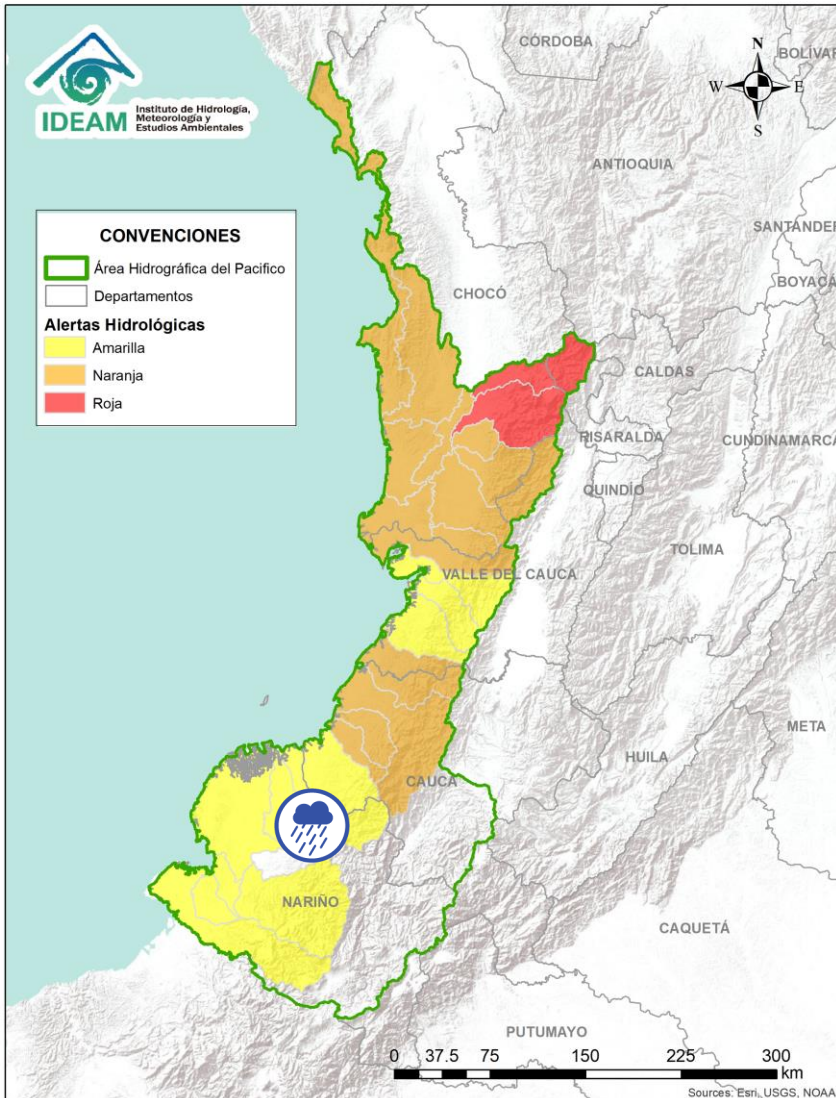 IDEAM
Instituto de Hidrología,
Meteorología y
Estudios Ambientales
CÓRDOBA
BOLÍVAR
N
W E
S
ANTIOQUIA
SANTANDER
BOYACÁ
CONVENCIONES
Área Hidrográfica del Pacifico
Departamentos
Alertas Hidrológicas
Amarilla
Naranja
Roja
CHOCÓ
CALDAS
RISARALDA
CUNDINAMARCA
QUINDÍO
TOLIMA
VALLE DEL CAUCA
META
HUILA
CAUCA
NARIÑO
CAQUETÁ
PUTUMAYO
0 37.5 75 150 225 300
km
Sources: Esri, USGS, NOAA